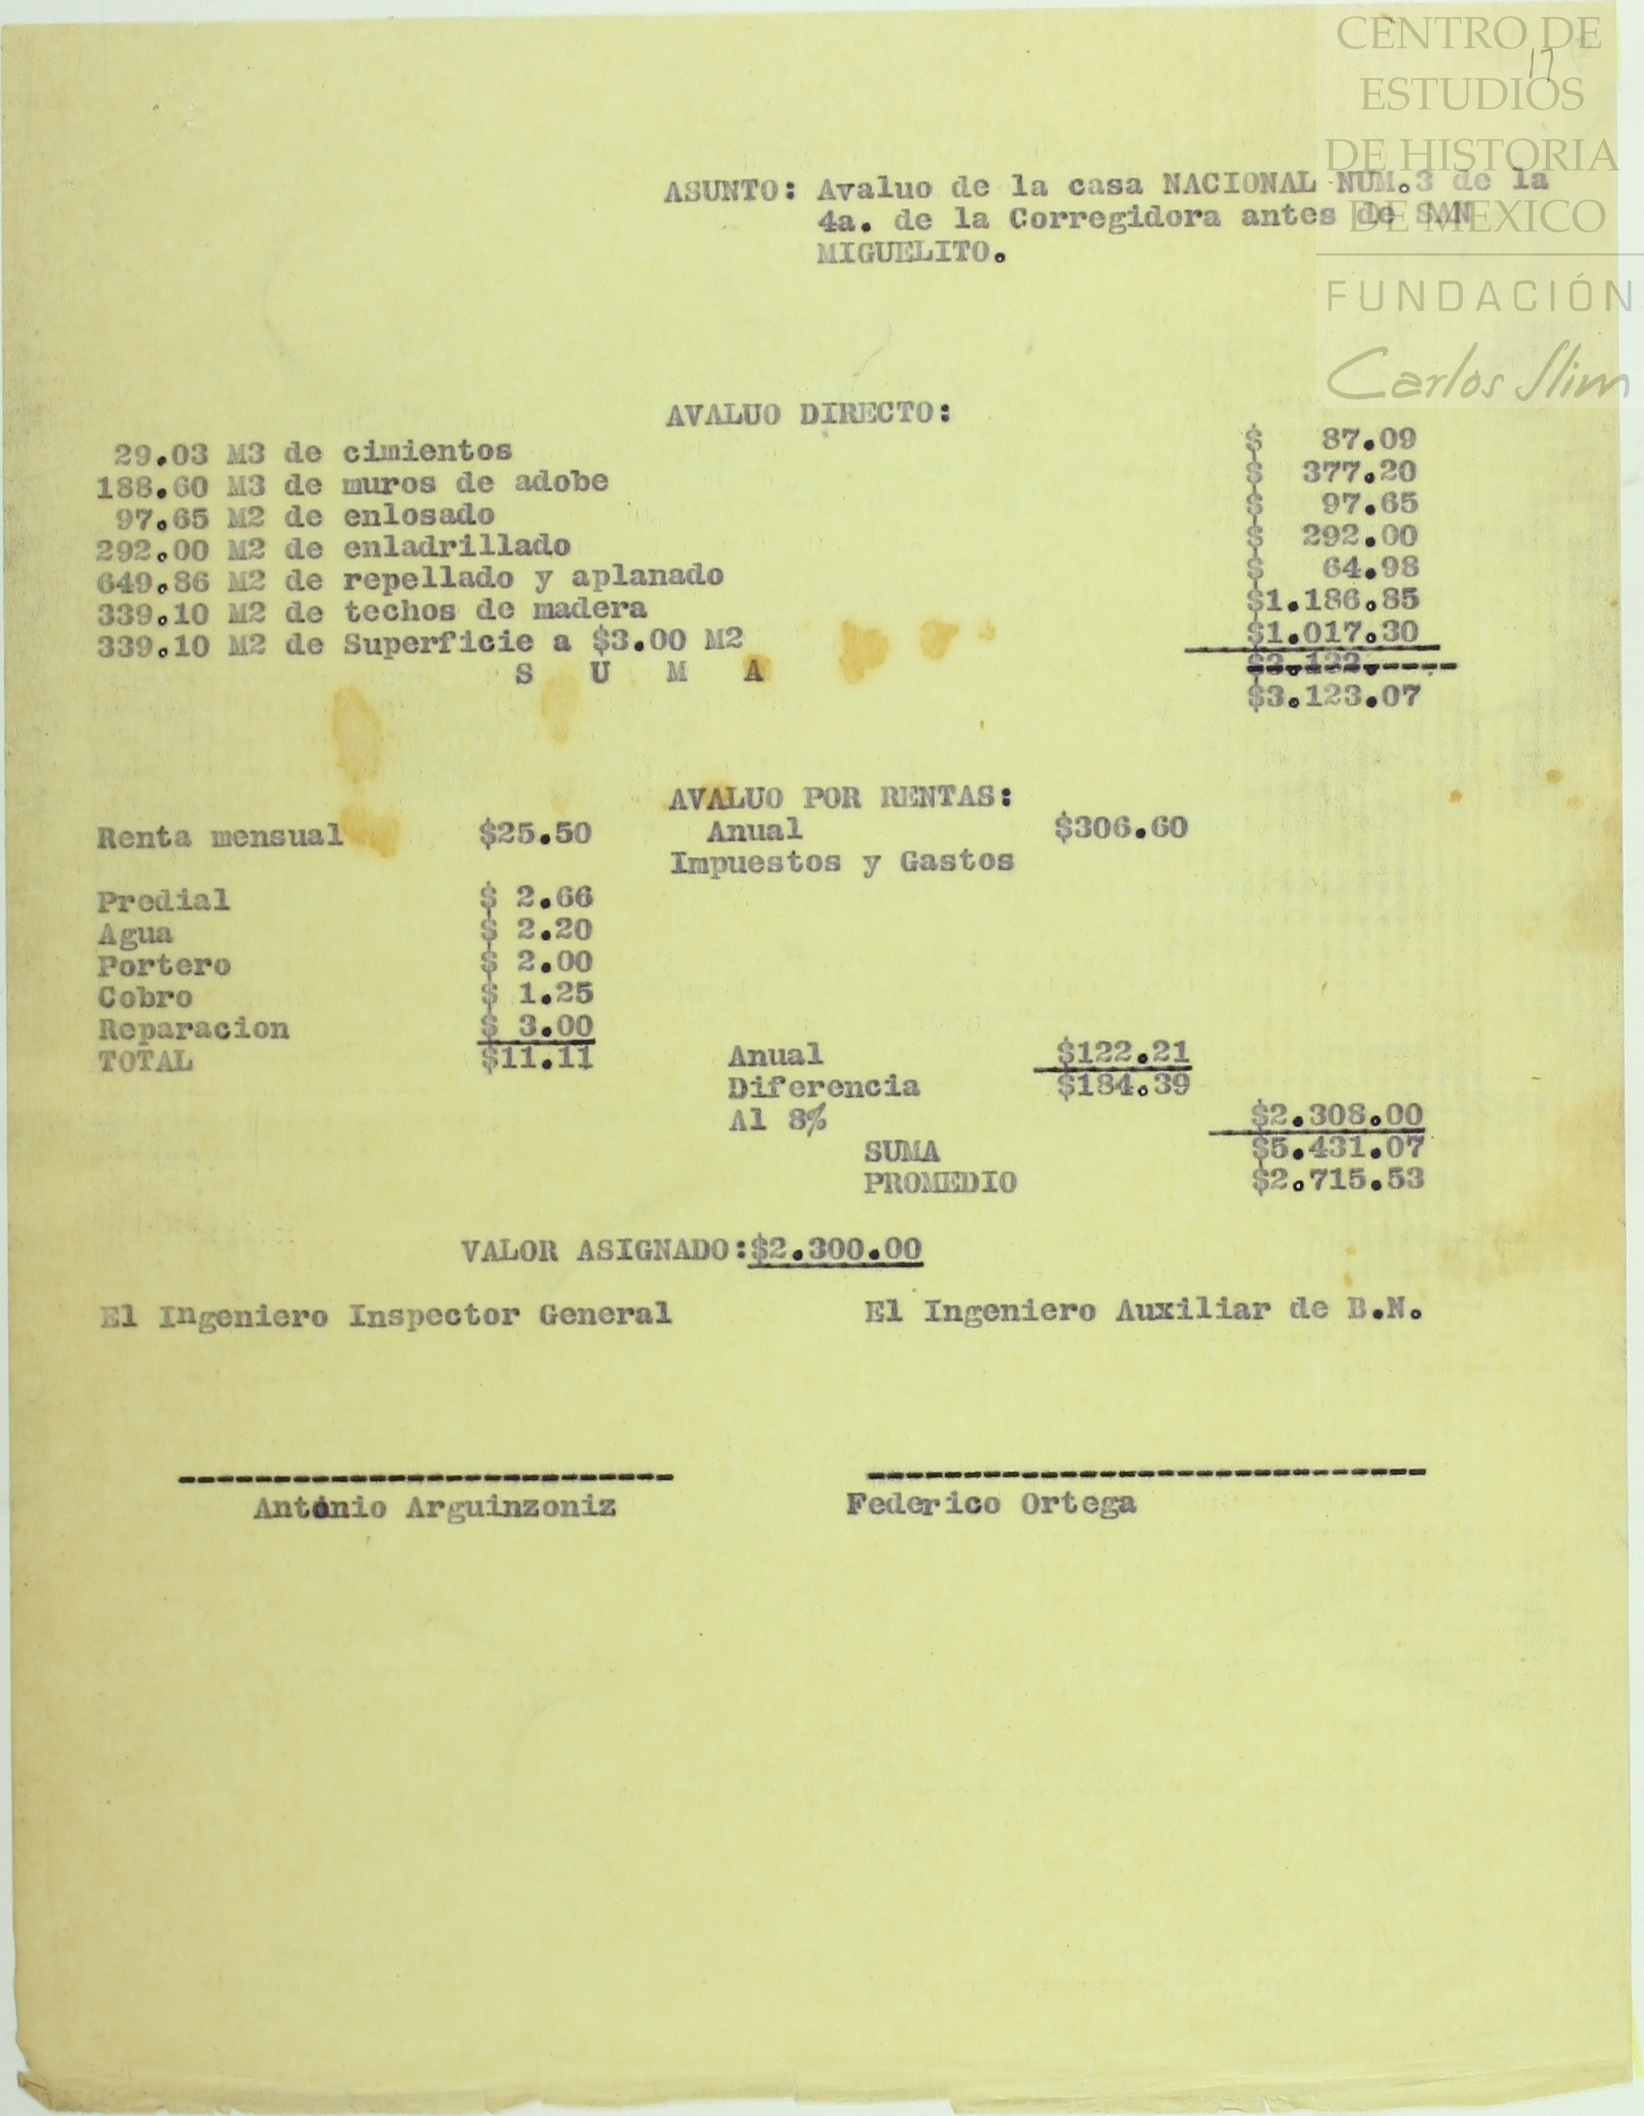 CENTRO DE
ESTUDIOS
DE HISTORIA
DE MEXICO
FUNDACIÓN
Carlos Slim
17
ASUNTO: Avaluo de la casa NACIONAL NUM.3 de la
4a. de la Corregidora antes de SAN
MIGUELITO.
AVALUO DIRECTO:
29.03 M3 de cimientos $ 87.09
188.60 M3 de muros de adobe $ 377.20
97.65 M2 de enlosado $ 97.65
292.00 M2 de enladrillado $ 292.00
649.86 M2 de repellado y aplanado $ 64.98
339.10 M2 de techos de madera $1.186.85
339.10 M2 de Superficie a $3.00 M2 $1.017.30
S U M A $2.122.
$3.123.07
AVALUO POR RENTAS:
Renta mensual $25.50 Anual $306.60
Impuestos y Gastos
Predial $ 2.66
Agua $ 2.20
Portero $ 2.00
Cobro $ 1.25
Reparacion $ 3.00
TOTAL $11.11 Anual $122.21
Diferencia $184.39
Al 8% $2.308.00
SUMA $5.431.07
PROMEDIO $2.715.53
VALOR ASIGNADO:$2.300.00
El Ingeniero Inspector General El Ingeniero Auxiliar de B.N.
Antonio Arguinzoniz Federico Ortega